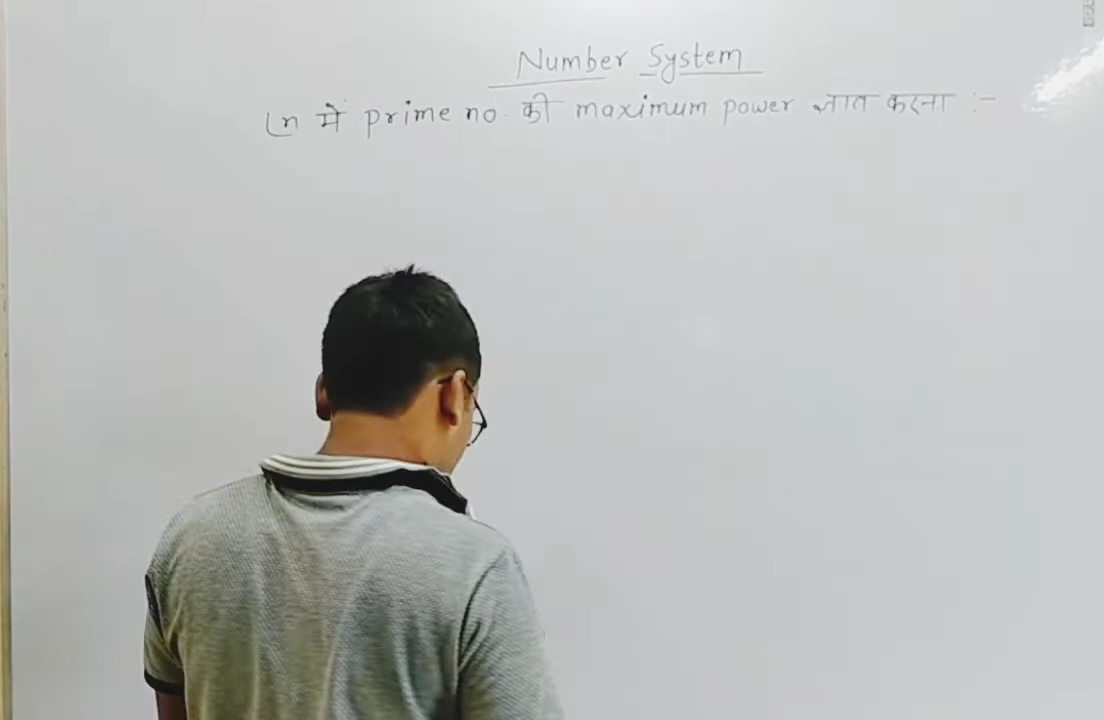 Number System
⌊n में prime no. की maximum power ज्ञात करना :-